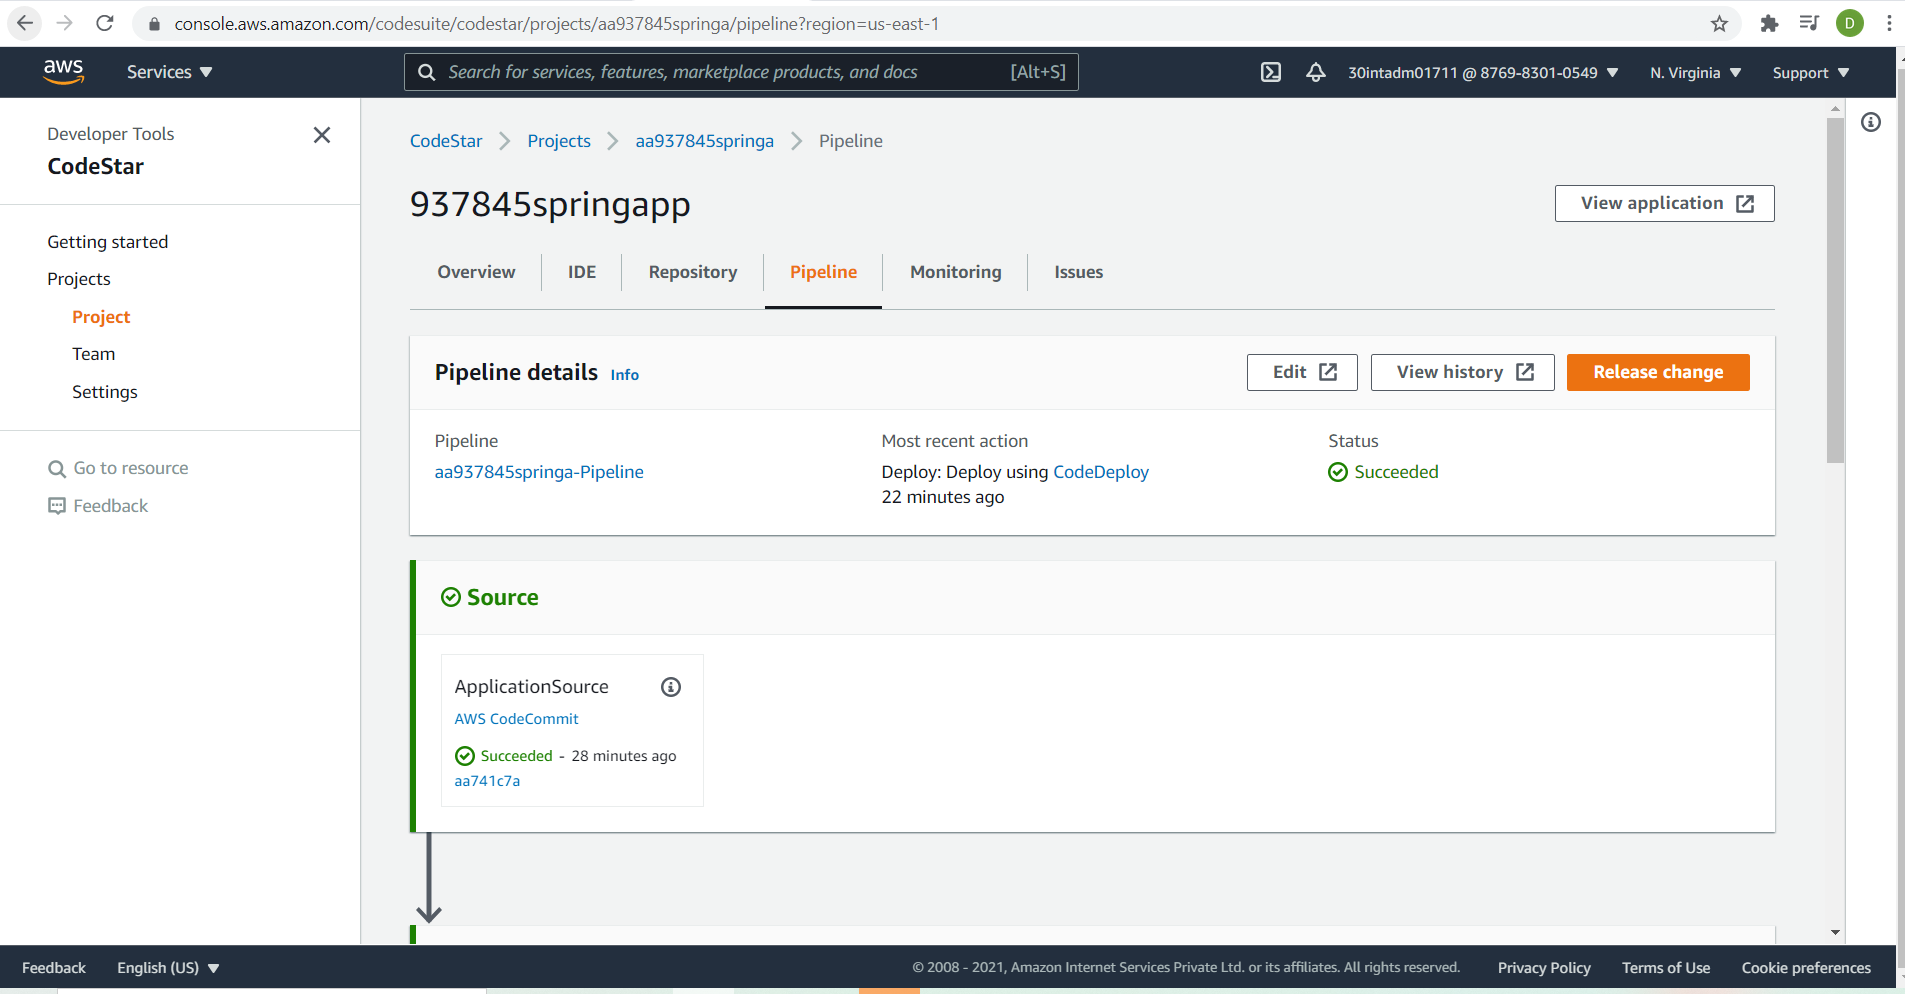 console.aws.amazon.com/codesuite/codestar/projects/aa937845springa/pipeline?region=us-east-1
D
aws
Services
Search for services, features, marketplace products, and docs
[Alt+S]
30intadm01711 @ 8769-8301-0549
N. Virginia
Support
Developer Tools
CodeStar
Getting started
Projects
Project
Team
Settings
Go to resource
Feedback
CodeStar
Projects
aa937845springa
Pipeline
937845springapp
View application
Overview
IDE
Repository
Pipeline
Monitoring
Issues
Pipeline details Info
Edit
View history
Release change
Pipeline
aa937845springa-Pipeline
Most recent action
Deploy: Deploy using CodeDeploy
22 minutes ago
Status
Succeeded
Source
ApplicationSource
AWS CodeCommit
Succeeded - 28 minutes ago
aa741c7a
Feedback
English (US)
© 2008 - 2021, Amazon Internet Services Private Ltd. or its affiliates. All rights reserved.
Privacy Policy
Terms of Use
Cookie preferences